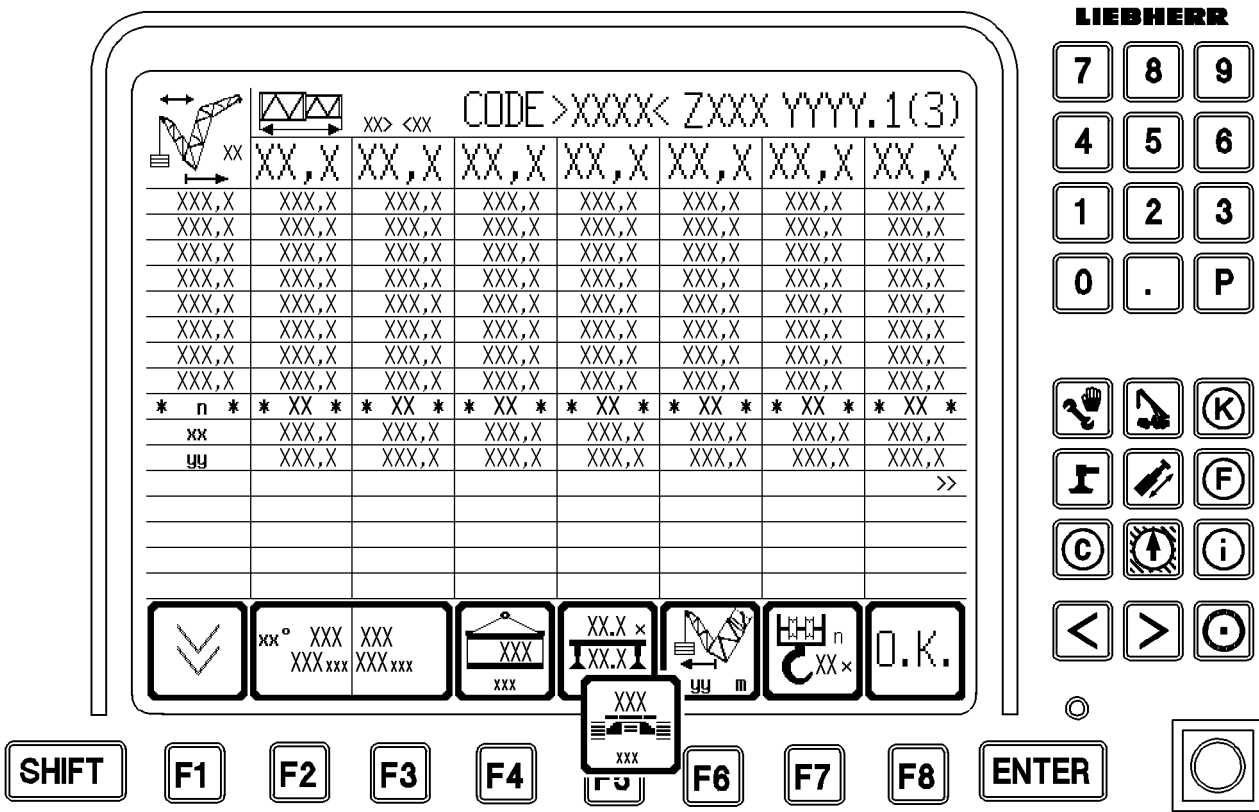 LIEBHERR
7 8 9
4 5 6
1 2 3
0 . P
CODE >XXXX< ZXXX YYYY.1(3)
XX> <XX
XX
XX,X XX,X XX,X XX,X XX,X XX,X XX,X
XXX,X XXX,X XXX,X XXX,X XXX,X XXX,X XXX,X XXX,X
XXX,X XXX,X XXX,X XXX,X XXX,X XXX,X XXX,X XXX,X
XXX,X XXX,X XXX,X XXX,X XXX,X XXX,X XXX,X XXX,X
XXX,X XXX,X XXX,X XXX,X XXX,X XXX,X XXX,X XXX,X
XXX,X XXX,X XXX,X XXX,X XXX,X XXX,X XXX,X XXX,X
XXX,X XXX,X XXX,X XXX,X XXX,X XXX,X XXX,X XXX,X
XXX,X XXX,X XXX,X XXX,X XXX,X XXX,X XXX,X XXX,X
XXX,X XXX,X XXX,X XXX,X XXX,X XXX,X XXX,X XXX,X
* n * * XX * * XX * * XX * * XX * * XX * * XX * * XX *
xx XXX,X XXX,X XXX,X XXX,X XXX,X XXX,X XXX,X
yy XXX,X XXX,X XXX,X XXX,X XXX,X XXX,X XXX,X
>>
K
F
C i
< >
xx° XXX XXX
XXX xxx XXX xxx
XXX
xxx
XX.X x
XX.X
yy m
n
XX x
O.K.
XXX
xxx
SHIFT F1 F2 F3 F4 F5 F6 F7 F8 ENTER